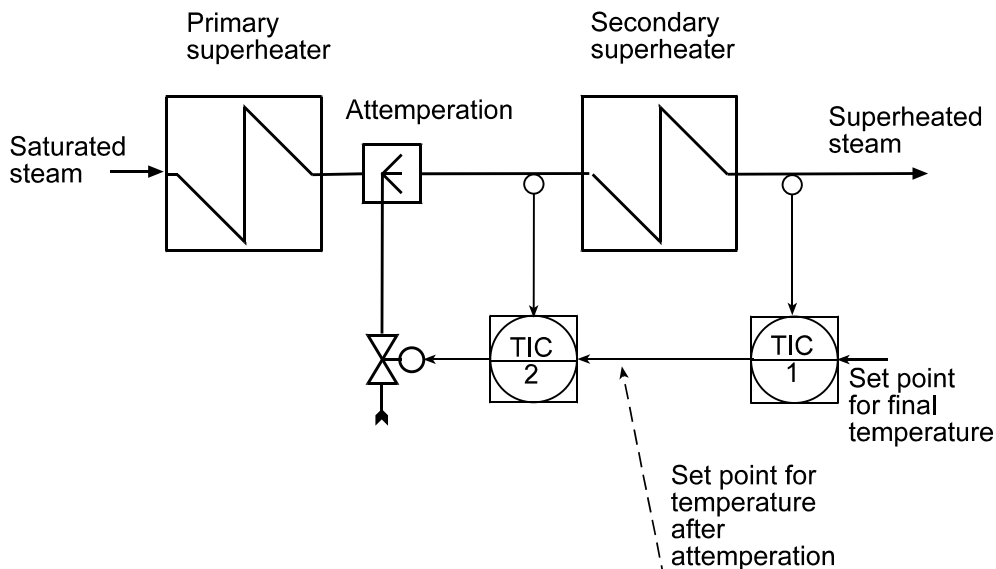 Primary
superheater
Secondary
superheater
Attemperation
Superheated
steam
Saturated
steam
TIC
2
TIC
1
Set point
for final
temperature
Set point for
temperature
after
attemperation